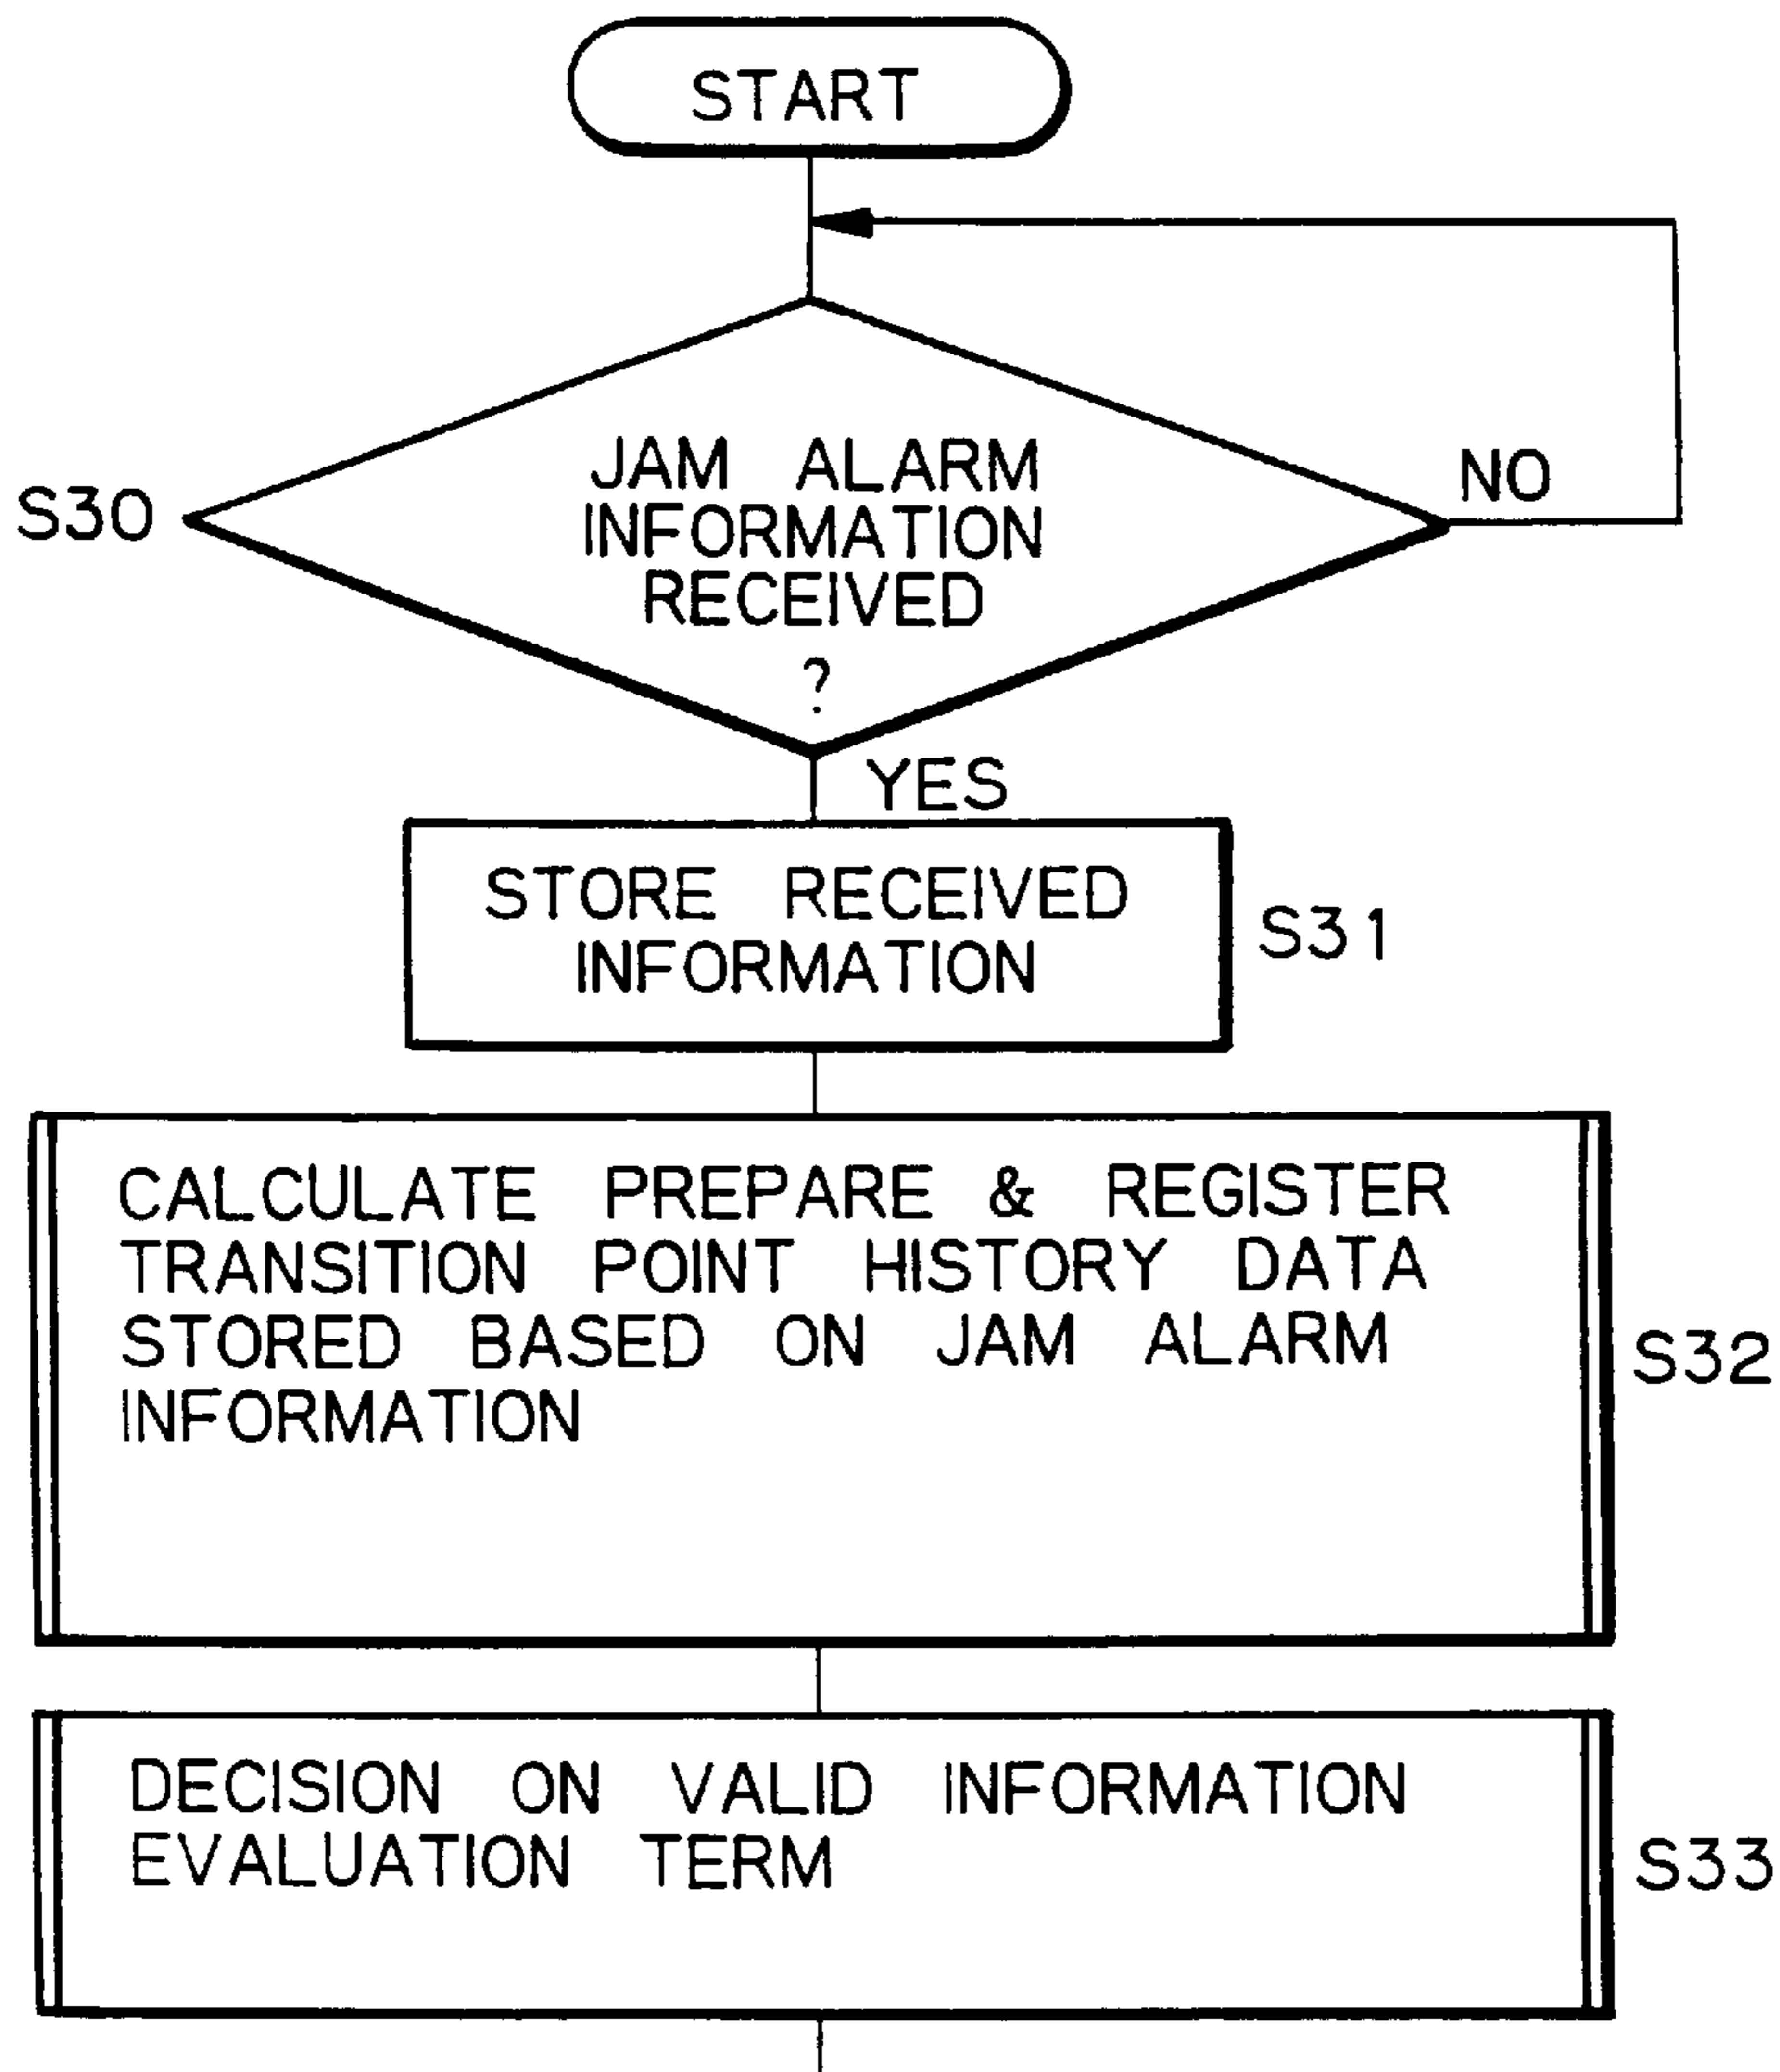 START
JAM ALARM
INFORMATION
RECEIVED
?
NO
S30
YES
STORE RECEIVED
INFORMATION
S31
CALCULATE PREPARE & REGISTER
TRANSITION POINT HISTORY DATA
STORED BASED ON JAM ALARM
INFORMATION
S32
DECISION ON VALID INFORMATION
EVALUATION TERM
S33